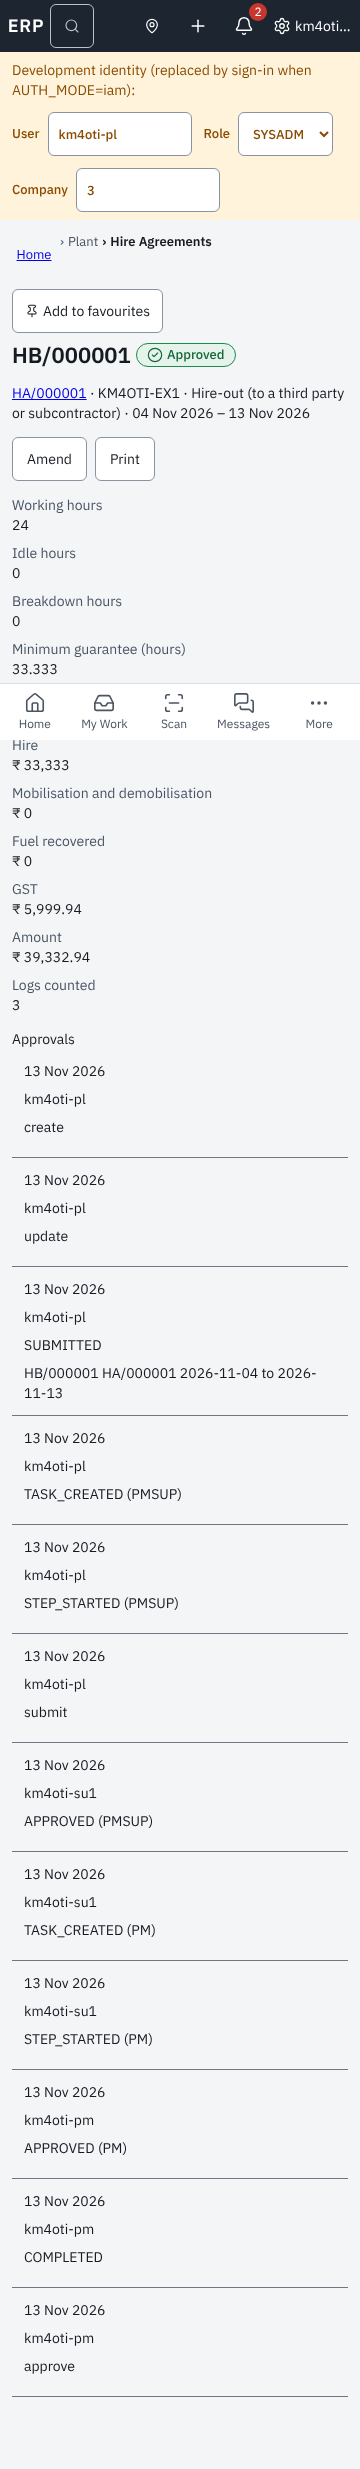 ERP
2
km4oti...
Development identity (replaced by sign-in when
AUTH_MODE=iam):
User km4oti-pl Role SYSADM
Company 3
Home › Plant › Hire Agreements
Add to favourites
HB/000001 Approved
HA/000001 · KM4OTI-EX1 · Hire-out (to a third party
or subcontractor) · 04 Nov 2026 – 13 Nov 2026
Amend Print
Working hours
24
Idle hours
0
Breakdown hours
0
Minimum guarantee (hours)
33.333
Home My Work Scan Messages More
Hire
₹ 33,333
Mobilisation and demobilisation
₹ 0
Fuel recovered
₹ 0
GST
₹ 5,999.94
Amount
₹ 39,332.94
Logs counted
3
Approvals
13 Nov 2026
km4oti-pl
create
13 Nov 2026
km4oti-pl
update
13 Nov 2026
km4oti-pl
SUBMITTED
HB/000001 HA/000001 2026-11-04 to 2026-
11-13
13 Nov 2026
km4oti-pl
TASK_CREATED (PMSUP)
13 Nov 2026
km4oti-pl
STEP_STARTED (PMSUP)
13 Nov 2026
km4oti-pl
submit
13 Nov 2026
km4oti-su1
APPROVED (PMSUP)
13 Nov 2026
km4oti-su1
TASK_CREATED (PM)
13 Nov 2026
km4oti-su1
STEP_STARTED (PM)
13 Nov 2026
km4oti-pm
APPROVED (PM)
13 Nov 2026
km4oti-pm
COMPLETED
13 Nov 2026
km4oti-pm
approve